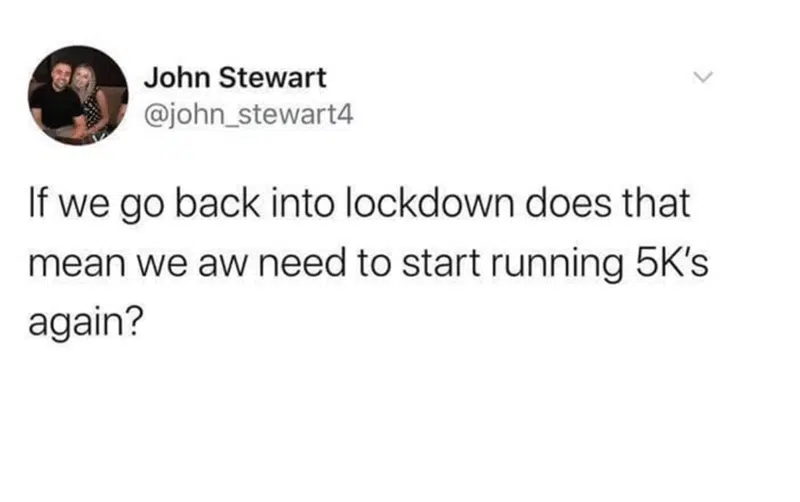 John Stewart
@john_stewart4
If we go back into lockdown does that
mean we aw need to start running 5K's
again?